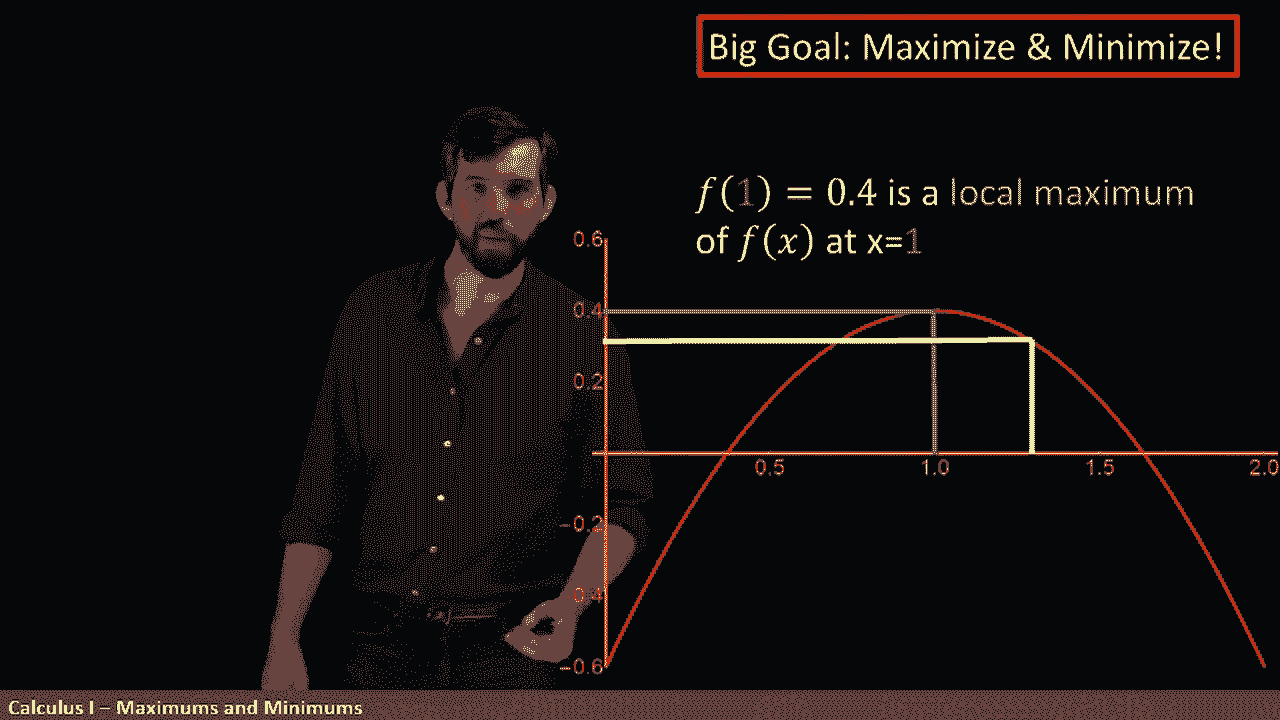 Big Goal: Maximize & Minimize!
f(1) = 0.4 is a local maximum
of f(x) at x=1
0.6
0.4
0.2
0.5 1.0 1.5 2.0
−0.2
−0.4
−0.6
Calculus I – Maximums and Minimums